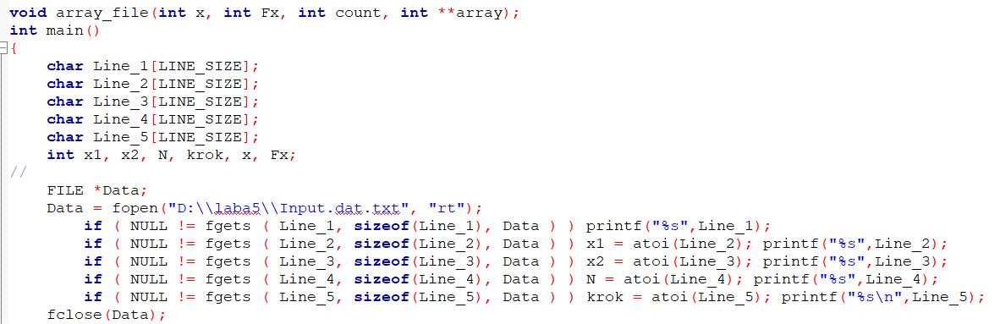 void array_file(int x, int Fx, int count, int **array);
int main()
{
    char Line_1[LINE_SIZE];
    char Line_2[LINE_SIZE];
    char Line_3[LINE_SIZE];
    char Line_4[LINE_SIZE];
    char Line_5[LINE_SIZE];
    int x1, x2, N, krok, x, Fx;
//
    FILE *Data;
    Data = fopen("D:\\laba5\\Input.dat.txt", "rt");
        if ( NULL != fgets ( Line_1, sizeof(Line_1), Data ) ) printf("%s",Line_1);
        if ( NULL != fgets ( Line_2, sizeof(Line_2), Data ) ) x1 = atoi(Line_2); printf("%s",Line_2);
        if ( NULL != fgets ( Line_3, sizeof(Line_3), Data ) ) x2 = atoi(Line_3); printf("%s",Line_3);
        if ( NULL != fgets ( Line_4, sizeof(Line_4), Data ) ) N = atoi(Line_4); printf("%s",Line_4);
        if ( NULL != fgets ( Line_5, sizeof(Line_5), Data ) ) krok = atoi(Line_5); printf("%s\n",Line_5);
    fclose(Data);